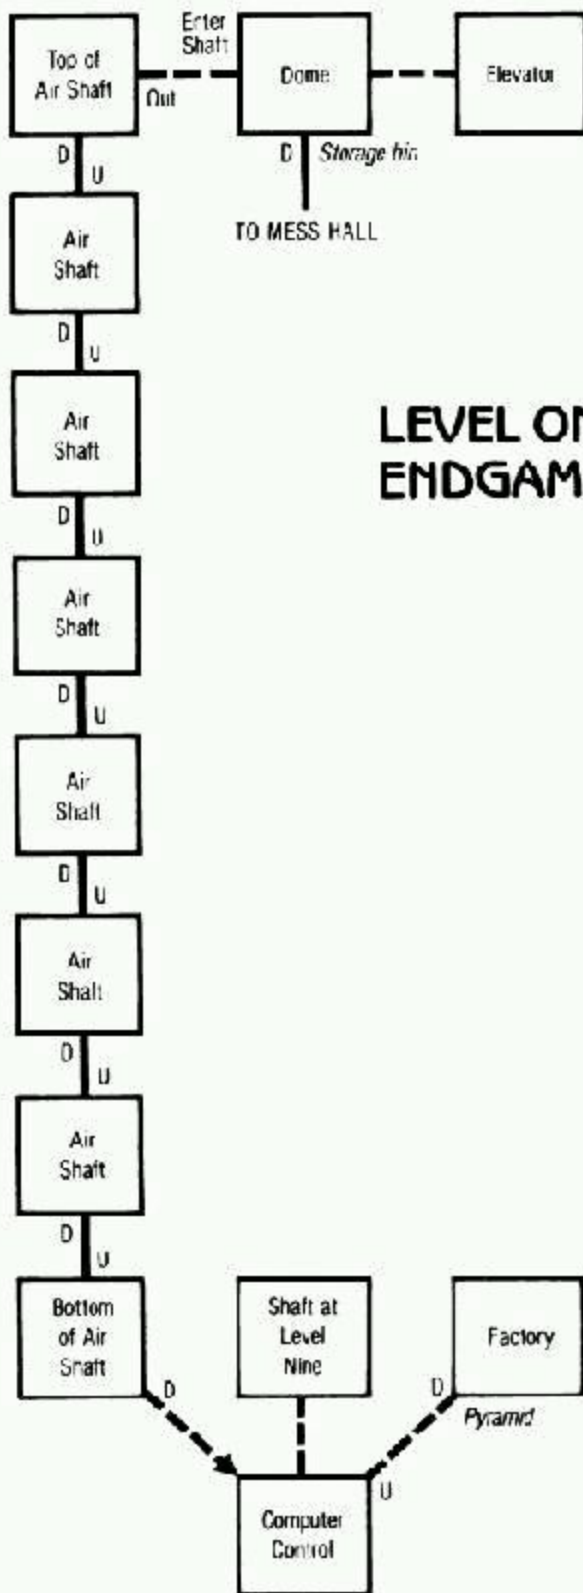 Top of
Air Shaft
Enter
Shaft
Out
Dome
Elevator
D
U
D
Storage bin
TO MESS HALL
Air
Shaft
D
U
LEVEL ON
ENDGAM
Air
Shaft
D
U
Air
Shaft
D
U
Air
Shaft
D
U
Air
Shaft
D
U
Air
Shaft
D
U
Bottom
of Air
Shaft
D
Shaft at
Level
Nine
Factory
D
Pyramid
U
Computer
Control